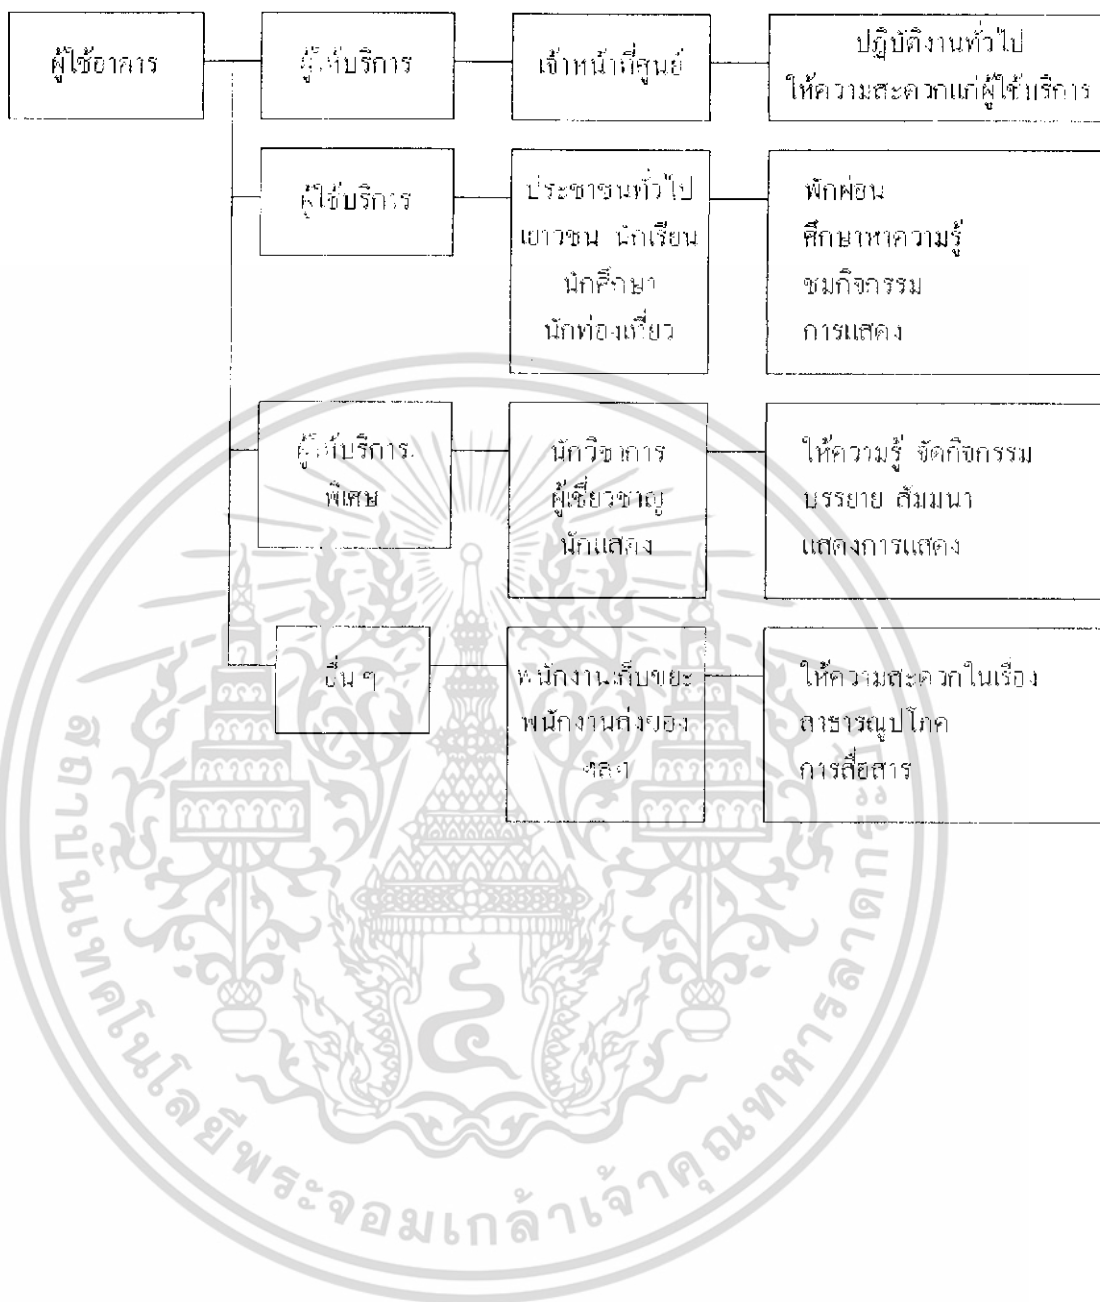 ผู้ใช้อาคาร
ผู้ให้บริการ
เจ้าหน้าที่ศูนย์
ปฏิบัติงานทั่วไป
ให้ความสะดวกแก่ผู้ใช้บริการ
ผู้ใช้บริการ
ประชาชนทั่วไป
เยาวชน นักเรียน
นักศึกษา
นักท่องเที่ยว
พักผ่อน
ศึกษาหาความรู้
ชมกิจกรรม
การแสดง
ผู้ให้บริการ
พิเศษ
นักวิชาการ
ผู้เชี่ยวชาญ
นักแสดง
ให้ความรู้ จัดกิจกรรม
บรรยาย สัมมนา
แสดงการแสดง
อื่น ๆ
พนักงานเก็บขยะ
พนักงานส่งของ
ฯลฯ
ให้ความสะดวกในเรื่อง
สาธารณูปโภค
การสื่อสาร
สถาบันเทคโนโลยีพระจอมเกล้าเจ้าคุณทหารลาดกระบัง